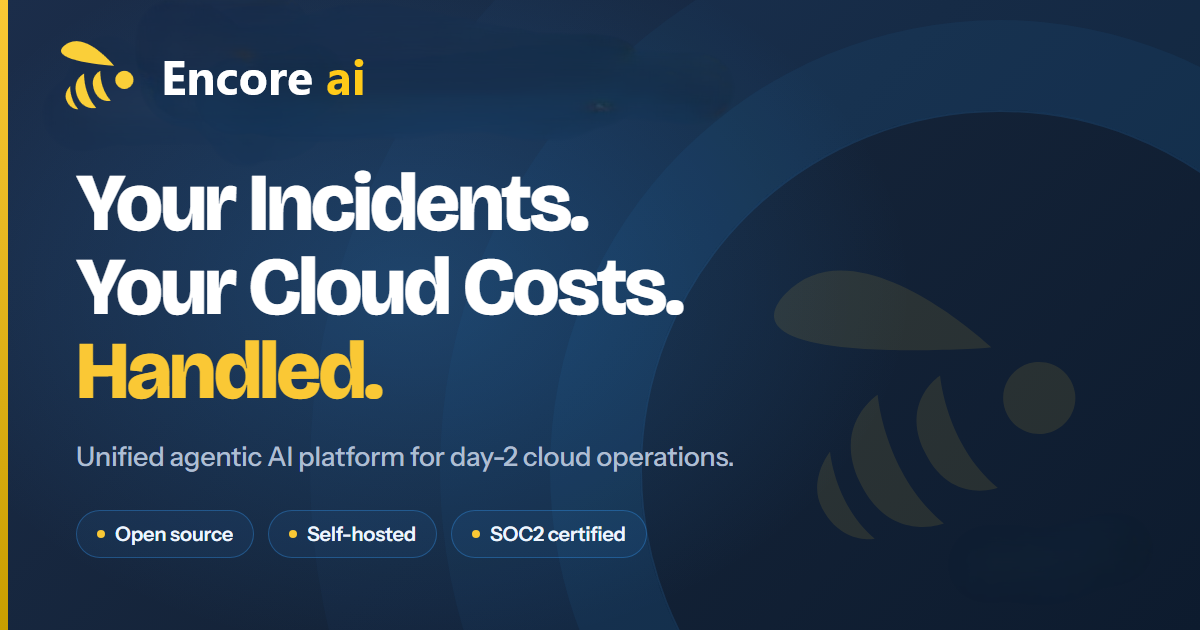 Encore ai
Your Incidents.
Your Cloud Costs.
Handled.
Unified agentic AI platform for day-2 cloud operations.
Open source
Self-hosted
SOC2 certified